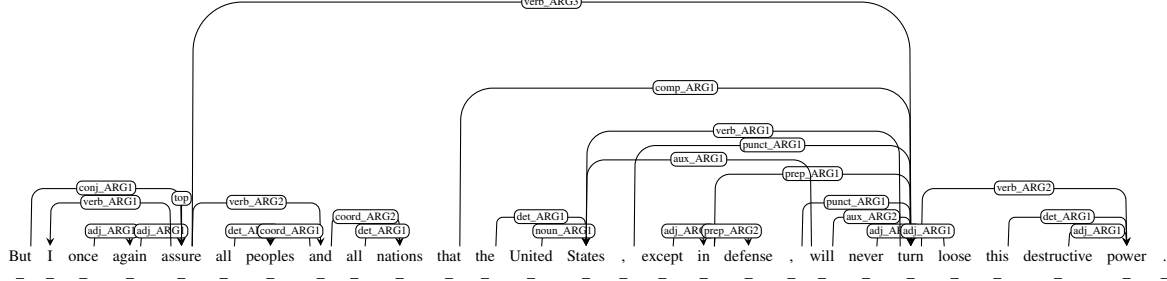 verb_ARG3
comp_ARG1
verb_ARG1
punct_ARG1
aux_ARG1
prep_ARG1
conj_ARG1 verb_ARG2
top
verb_ARG1 verb_ARG2 punct_ARG1
coord_ARG2 det_ARG1 aux_ARG2 det_ARG1
adj_ARG1 adj_ARG1 coord_ARG1 det_ARG1 noun_ARG1 prep_ARG2 adj_ARG1 adj_ARG1
But I once again assure all peoples and all nations that the United States , except in defense , will never turn loose this destructive power .
_ _ _ _ _ _ _ _ _ _ _ _ _ _ _ _ _ _ _ _ _ _ _ _ _ _ _